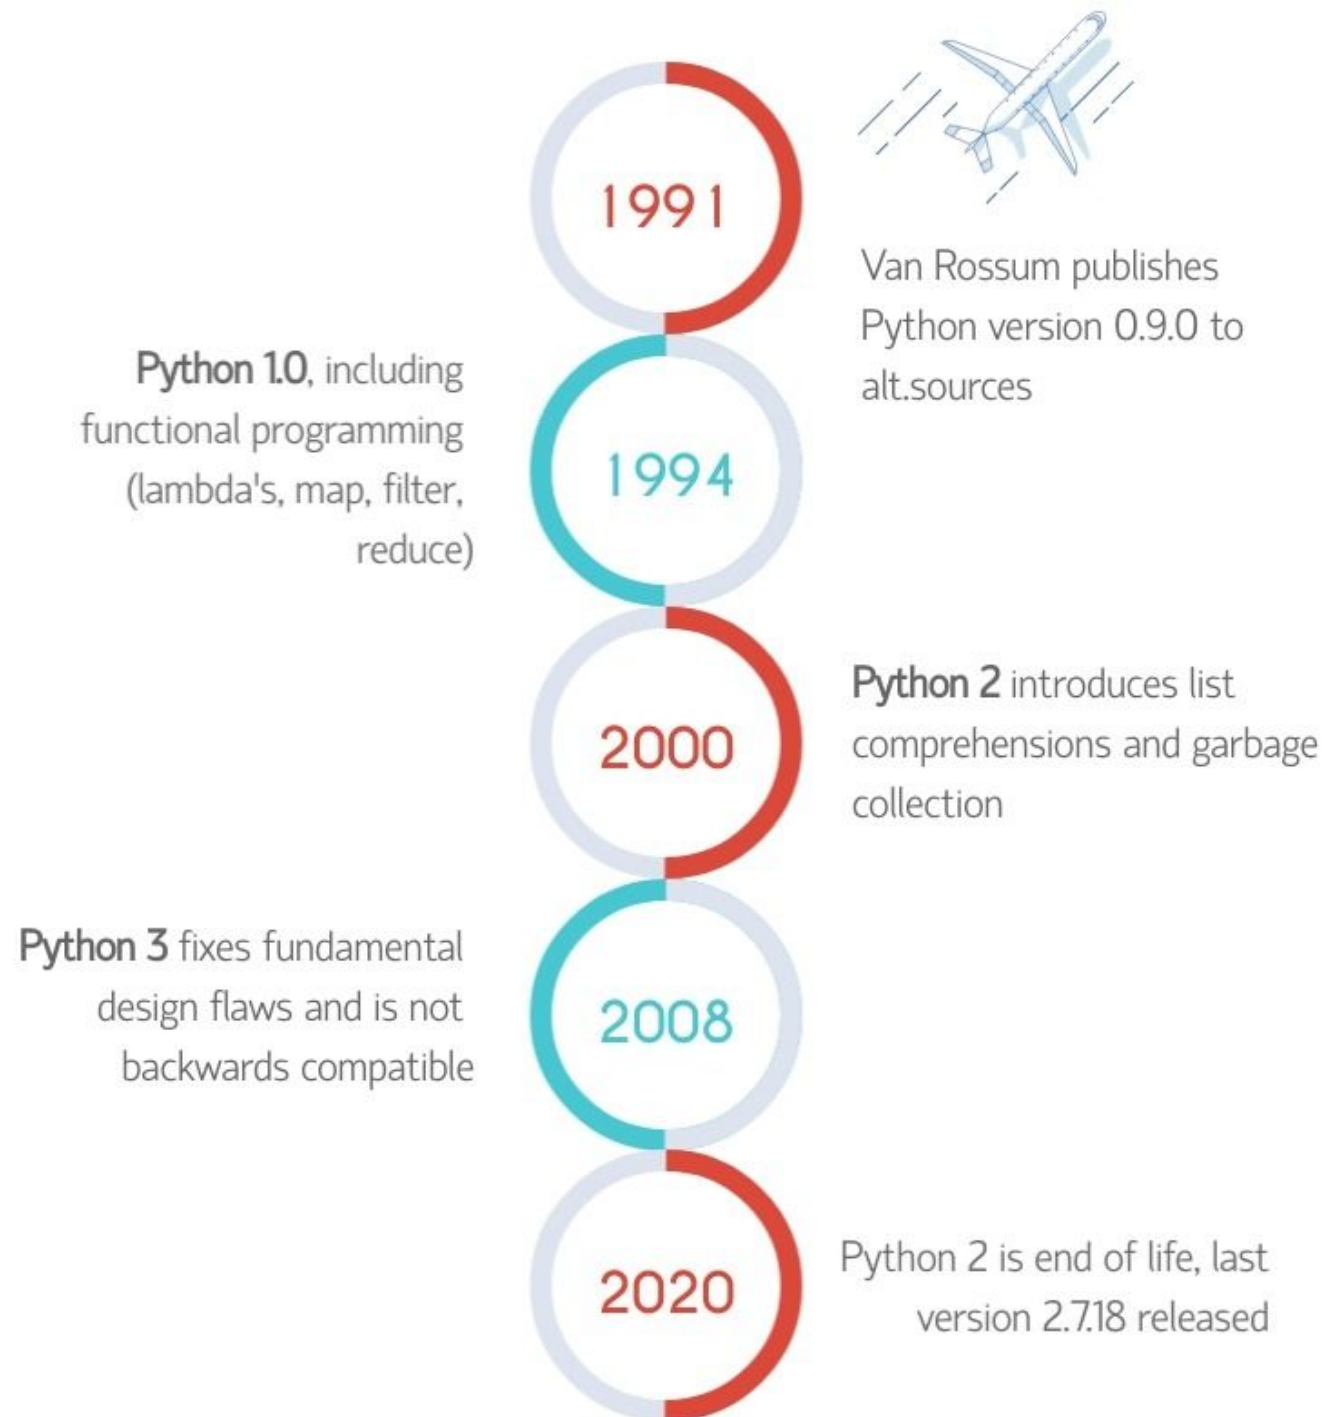 1991
Van Rossum publishes
Python version 0.9.0 to
alt.sources
Python 1.0, including
functional programming
(lambda's, map, filter,
reduce)
1994
2000
Python 2 introduces list
comprehensions and garbage
collection
Python 3 fixes fundamental
design flaws and is not
backwards compatible
2008
2020
Python 2 is end of life, last
version 2.7.18 released